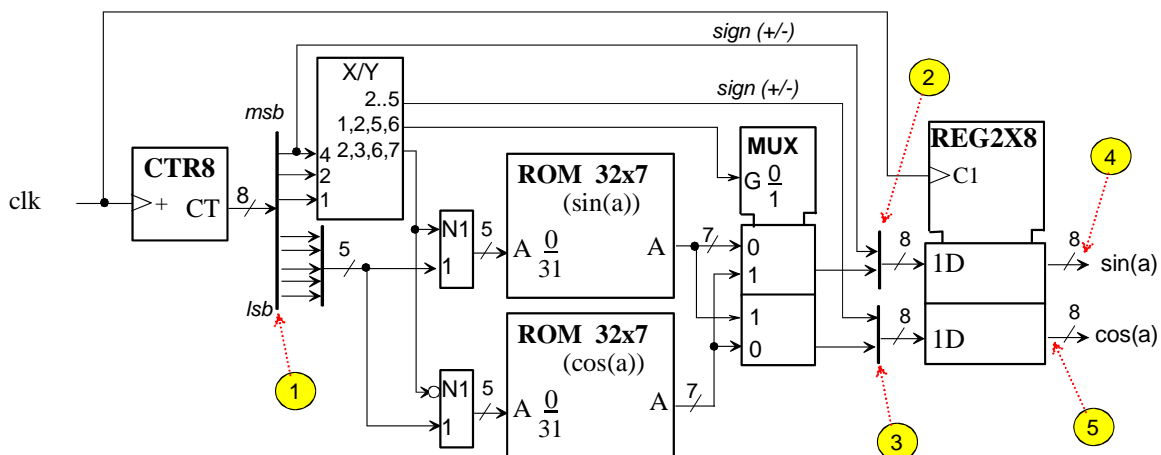 sign (+/-)
2
X/Y
msb
2..5
sign (+/-)
1,2,5,6
2,3,6,7
4
2
1
CTR8
8
+
CT
clk
MUX
G 0
1
REG2X8
C1
4
ROM 32x7
(sin(a))
N1
1
5
A 0
31
A
7
0
1
1
0
8
1D
8
sin(a)
5
lsb
1
ROM 32x7
(cos(a))
N1
1
5
A 0
31
A
7
8
1D
8
cos(a)
3
5